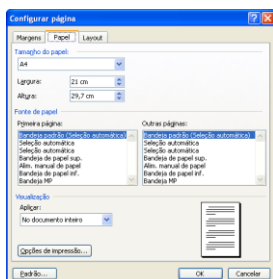 Configurar página
Margens Papel Layout
Tamanho do papel:
A4
Largura: 21 cm
Altura: 29,7 cm
Fonte de papel
Primeira página: Outras páginas:
Bandeja padrão (Seleção automática) Bandeja padrão (Seleção automática)
Seleção automática Seleção automática
Seleção automática Seleção automática
Bandeja de papel sup. Bandeja de papel sup.
Alim. manual de papel Alim. manual de papel
Bandeja de papel inf. Bandeja de papel inf.
Bandeja MP Bandeja MP
Visualização
Aplicar:
No documento inteiro
Opções de impressão...
Padrão... OK Cancelar